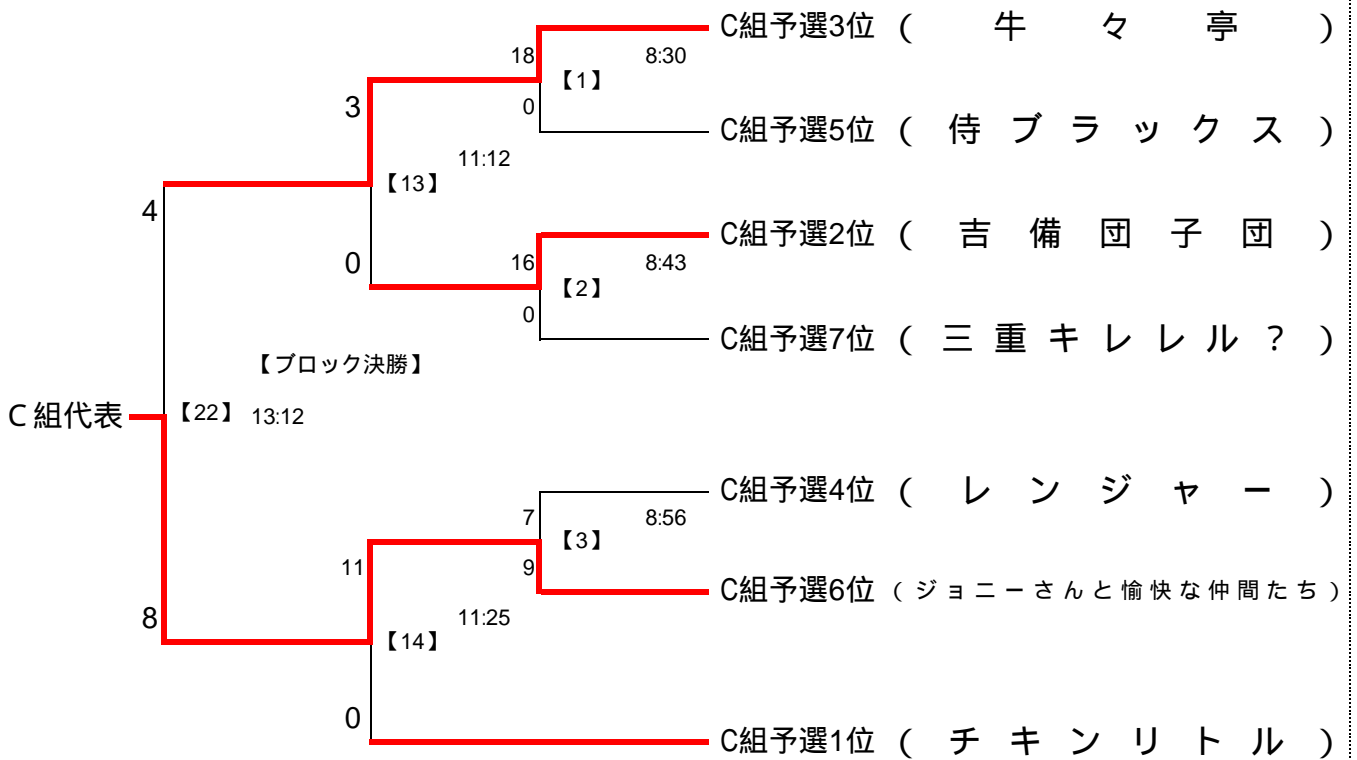 C組予選3位 ( 牛々亭 )
18 8:30
【1】
3 0
C組予選5位 ( 侍ブラックス )
11:12
【13】
4
C組予選2位 ( 吉備団子団 )
0 16 8:43
【2】
0
C組予選7位 ( 三重キレレル? )
【ブロック決勝】
C組代表 【22】 13:12
C組予選4位 ( レンジャー )
7 8:56
【3】
11 9
C組予選6位 (ジョニーさんと愉快な仲間たち)
8 11:25
【14】
0
C組予選1位 ( チキンリトル )